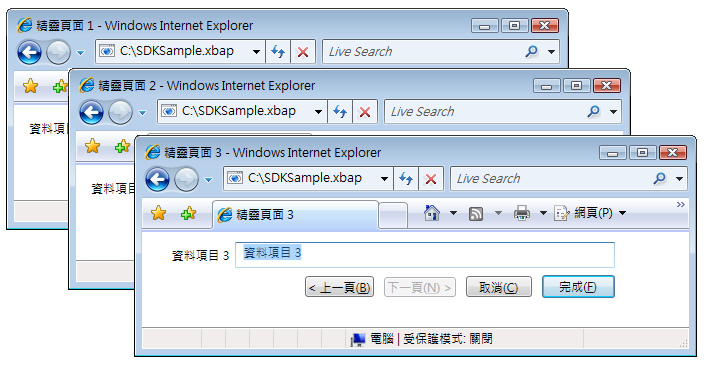 精靈頁面 1 - Windows Internet Explorer
C:\SDKSample.xbap
Live Search
資料項目
精靈頁面 2 - Windows Internet Explorer
C:\SDKSample.xbap
Live Search
資料項目
精靈頁面 3 - Windows Internet Explorer
C:\SDKSample.xbap
Live Search
精靈頁面 3
網頁(P)
»
資料項目 3 資料項目 3
< 上一頁(B) 下一頁(N) > 取消(C) 完成(F)
電腦 | 受保護模式: 關閉